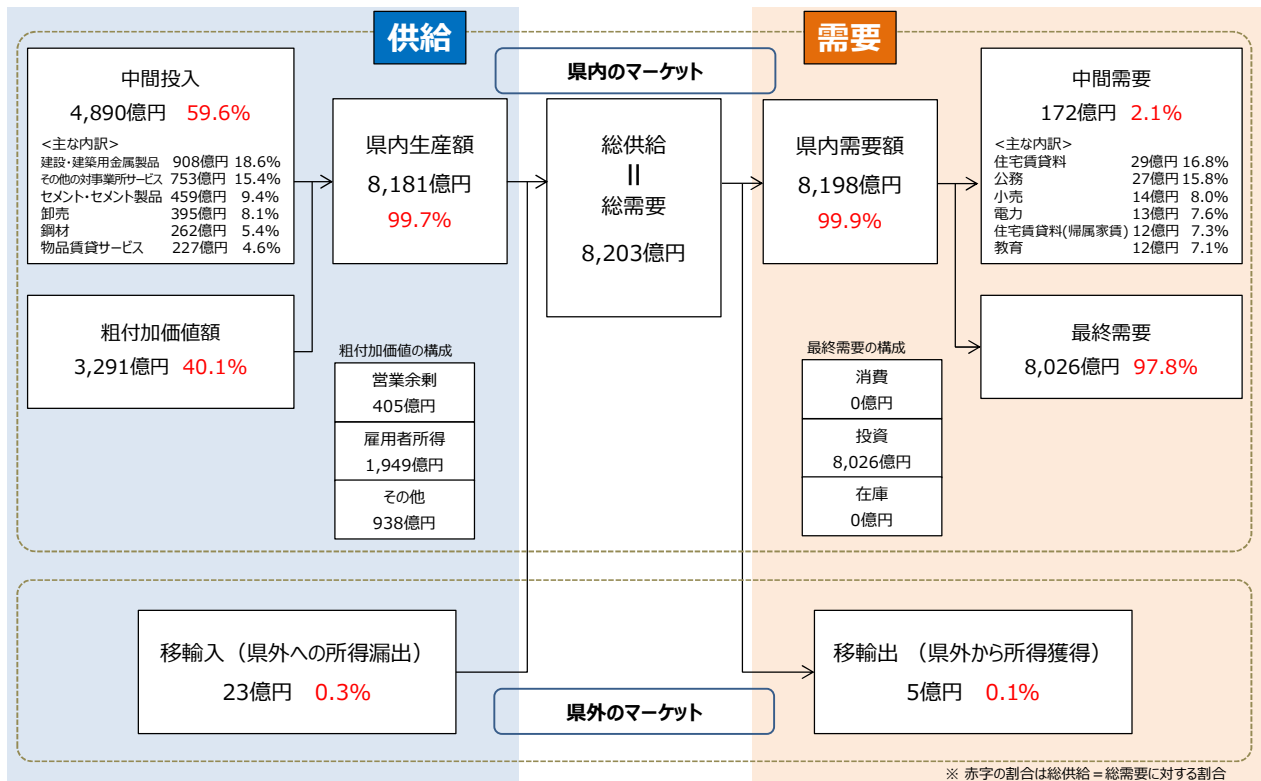 供給
需要
県内のマーケット
中間投入
4,890億円 59.6%
<主な内訳>
建設・建築用金属製品 908億円 18.6%
その他の対事業所サービス 753億円 15.4%
セメント・セメント製品 459億円 9.4%
卸売 395億円 8.1%
鋼材 262億円 5.4%
物品賃貸サービス 227億円 4.6%
粗付加価値額
3,291億円 40.1%
県内生産額
8,181億円
99.7%
粗付加価値の構成
営業余剰
405億円
雇用者所得
1,949億円
その他
938億円
総供給
||
総需要
8,203億円
県内需要額
8,198億円
99.9%
最終需要の構成
消費
0億円
投資
8,026億円
在庫
0億円
中間需要
172億円 2.1%
<主な内訳>
住宅賃貸料 29億円 16.8%
公務 27億円 15.8%
小売 14億円 8.0%
電力 13億円 7.6%
住宅賃貸料(帰属家賃) 12億円 7.3%
教育 12億円 7.1%
最終需要
8,026億円 97.8%
移輸入（県外への所得漏出）
23億円 0.3%
県外のマーケット
移輸出 （県外から所得獲得）
5億円 0.1%
※ 赤字の割合は総供給＝総需要に対する割合